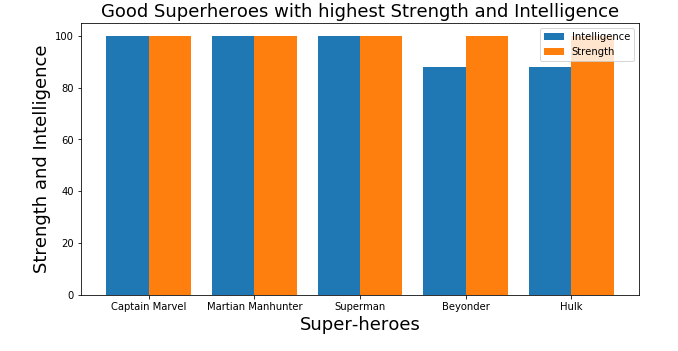 Good Superheroes with highest Strength and Intelligence
Intelligence
Strength
Strength and Intelligence
100
80
60
40
20
0
Captain Marvel
Martian Manhunter
Superman
Beyonder
Hulk
Super-heroes